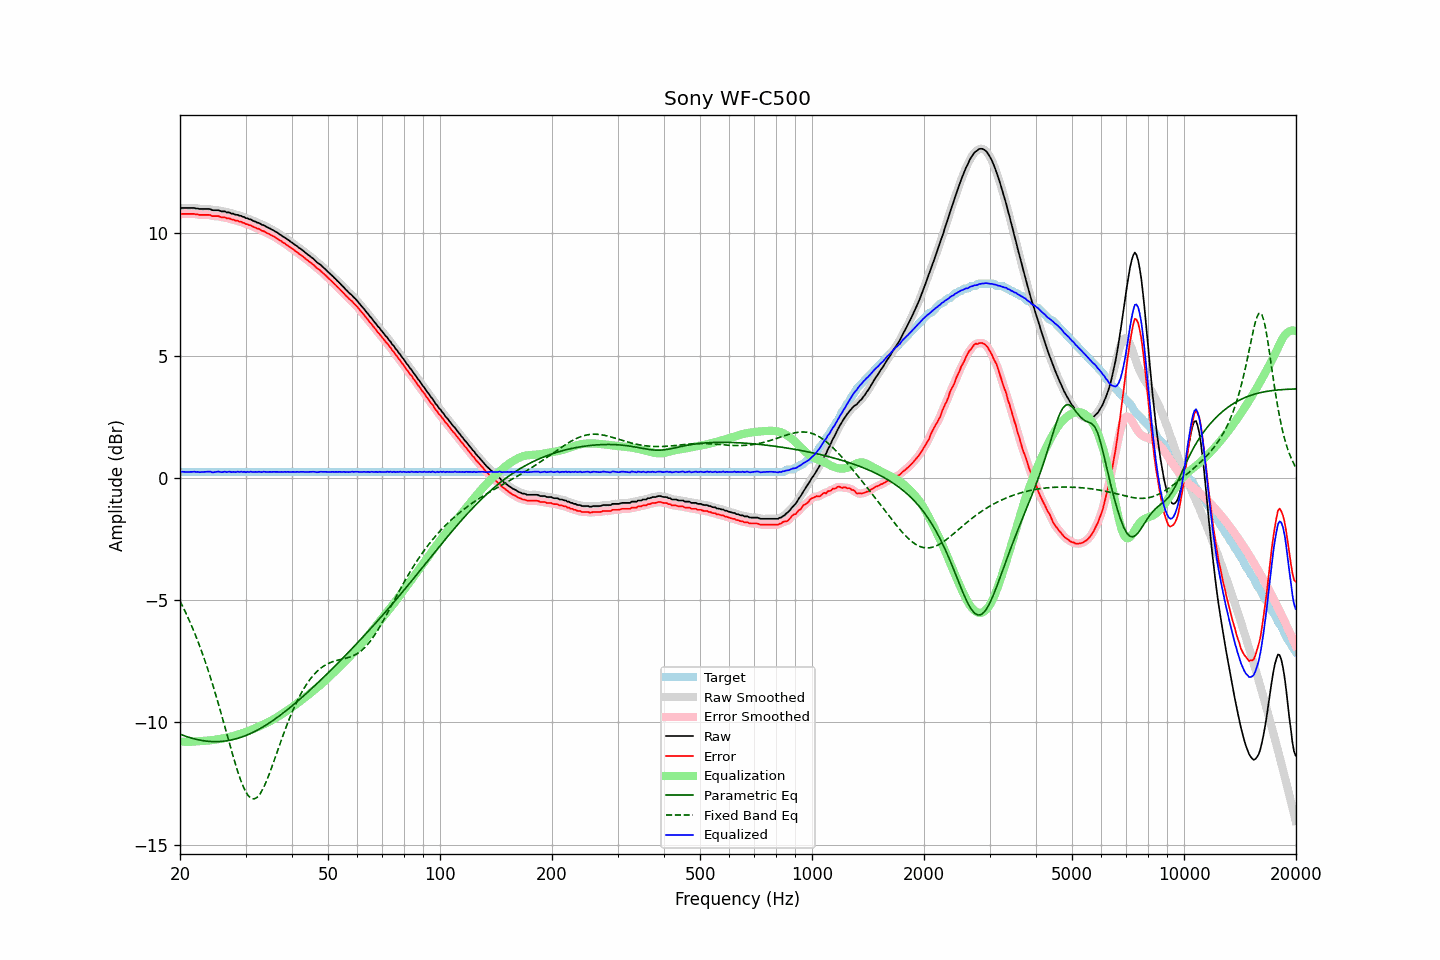 Sony WF-C500
Amplitude (dBr)
10
5
0
−5
−10
−15
20
50
100
200
500
1000
2000
5000
10000
20000
Frequency (Hz)
Target
Raw Smoothed
Error Smoothed
Raw
Error
Equalization
Parametric Eq
Fixed Band Eq
Equalized